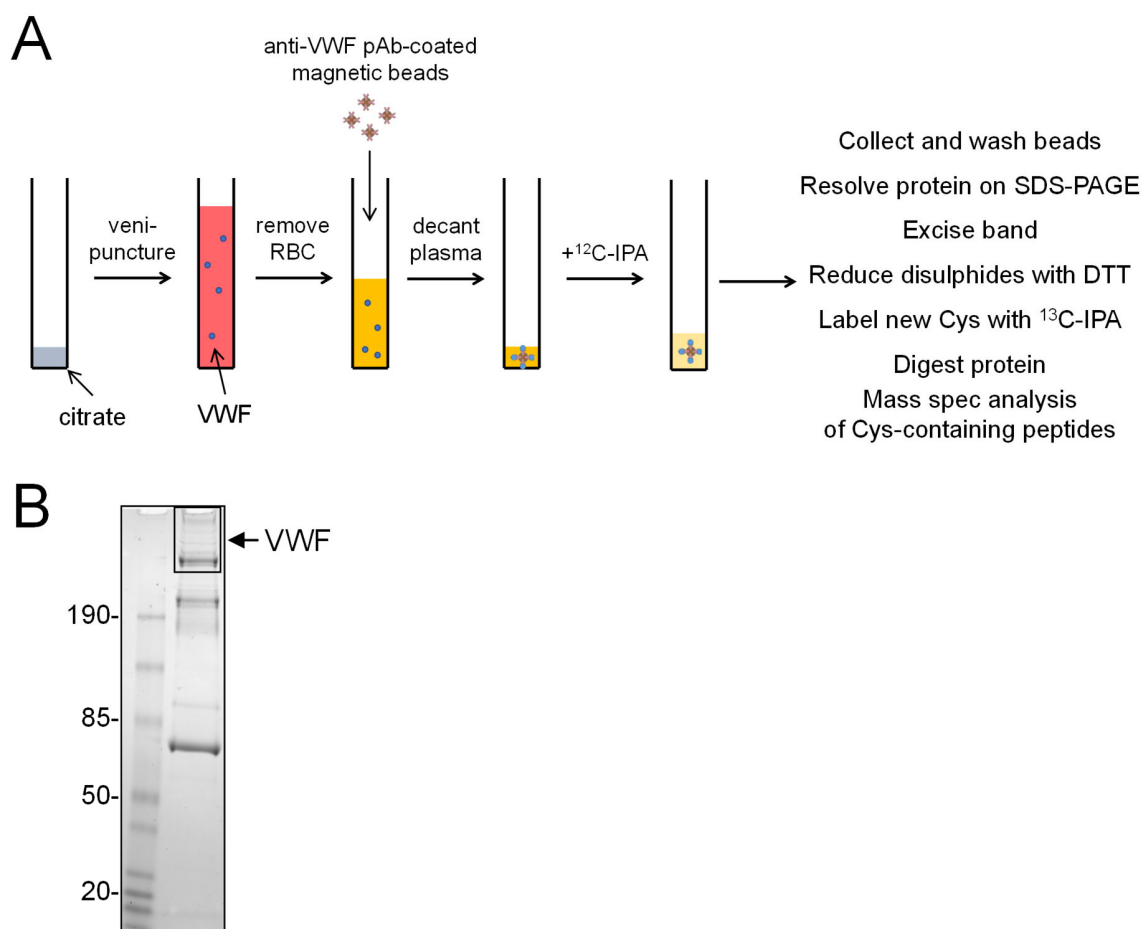 A
anti-VWF pAb-coated
magnetic beads
veni-
puncture
remove
RBC
decant
plasma
+¹²C-IPA
citrate
VWF
Collect and wash beads
Resolve protein on SDS-PAGE
Excise band
Reduce disulphides with DTT
Label new Cys with ¹³C-IPA
Digest protein
Mass spec analysis
of Cys-containing peptides
B
VWF
190-
85-
50-
20-